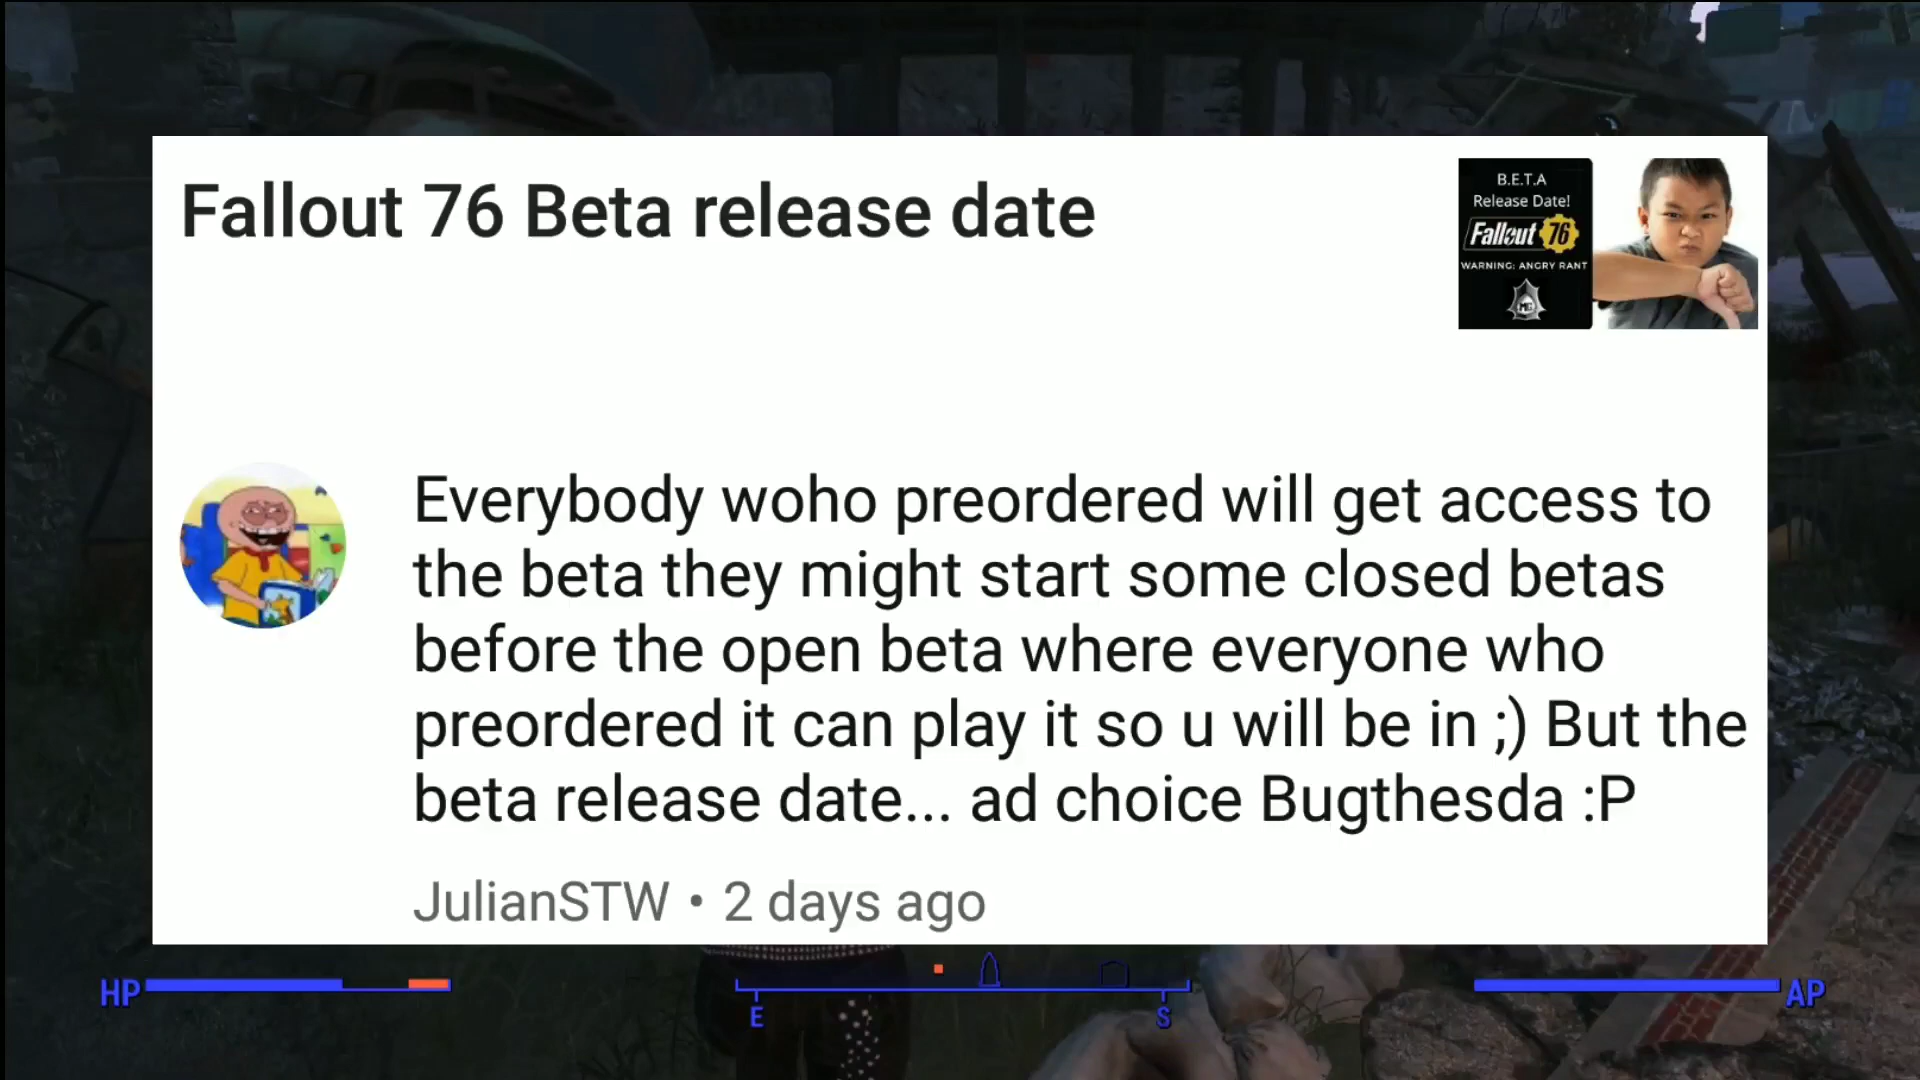 Fallout 76 Beta release date
B.E.T.A
Release Date!
Fallout 76
WARNING: ANGRY RANT
Everybody woho preordered will get access to
the beta they might start some closed betas
before the open beta where everyone who
preordered it can play it so u will be in ;) But the
beta release date... ad choice Bugthesda :P
JulianSTW • 2 days ago
HP
E
S
AP